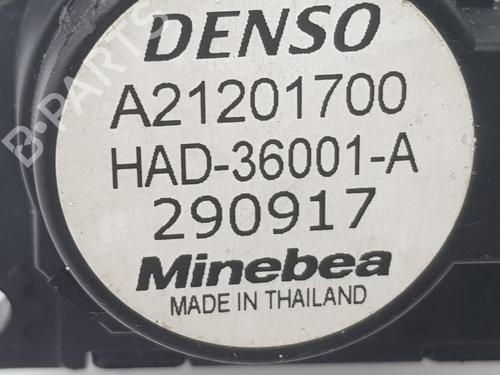 DENSO
A21201700
HAD-36001-A
290917
Minebea
MADE IN THAILAND
B-PARTS